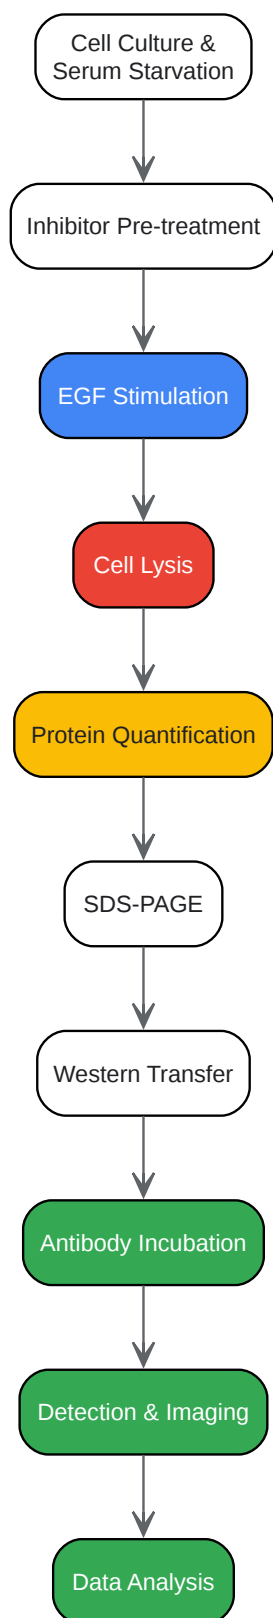 Cell Culture &
Serum Starvation
Inhibitor Pre-treatment
EGF Stimulation
Cell Lysis
Protein Quantification
SDS-PAGE
Western Transfer
Antibody Incubation
Detection & Imaging
Data Analysis